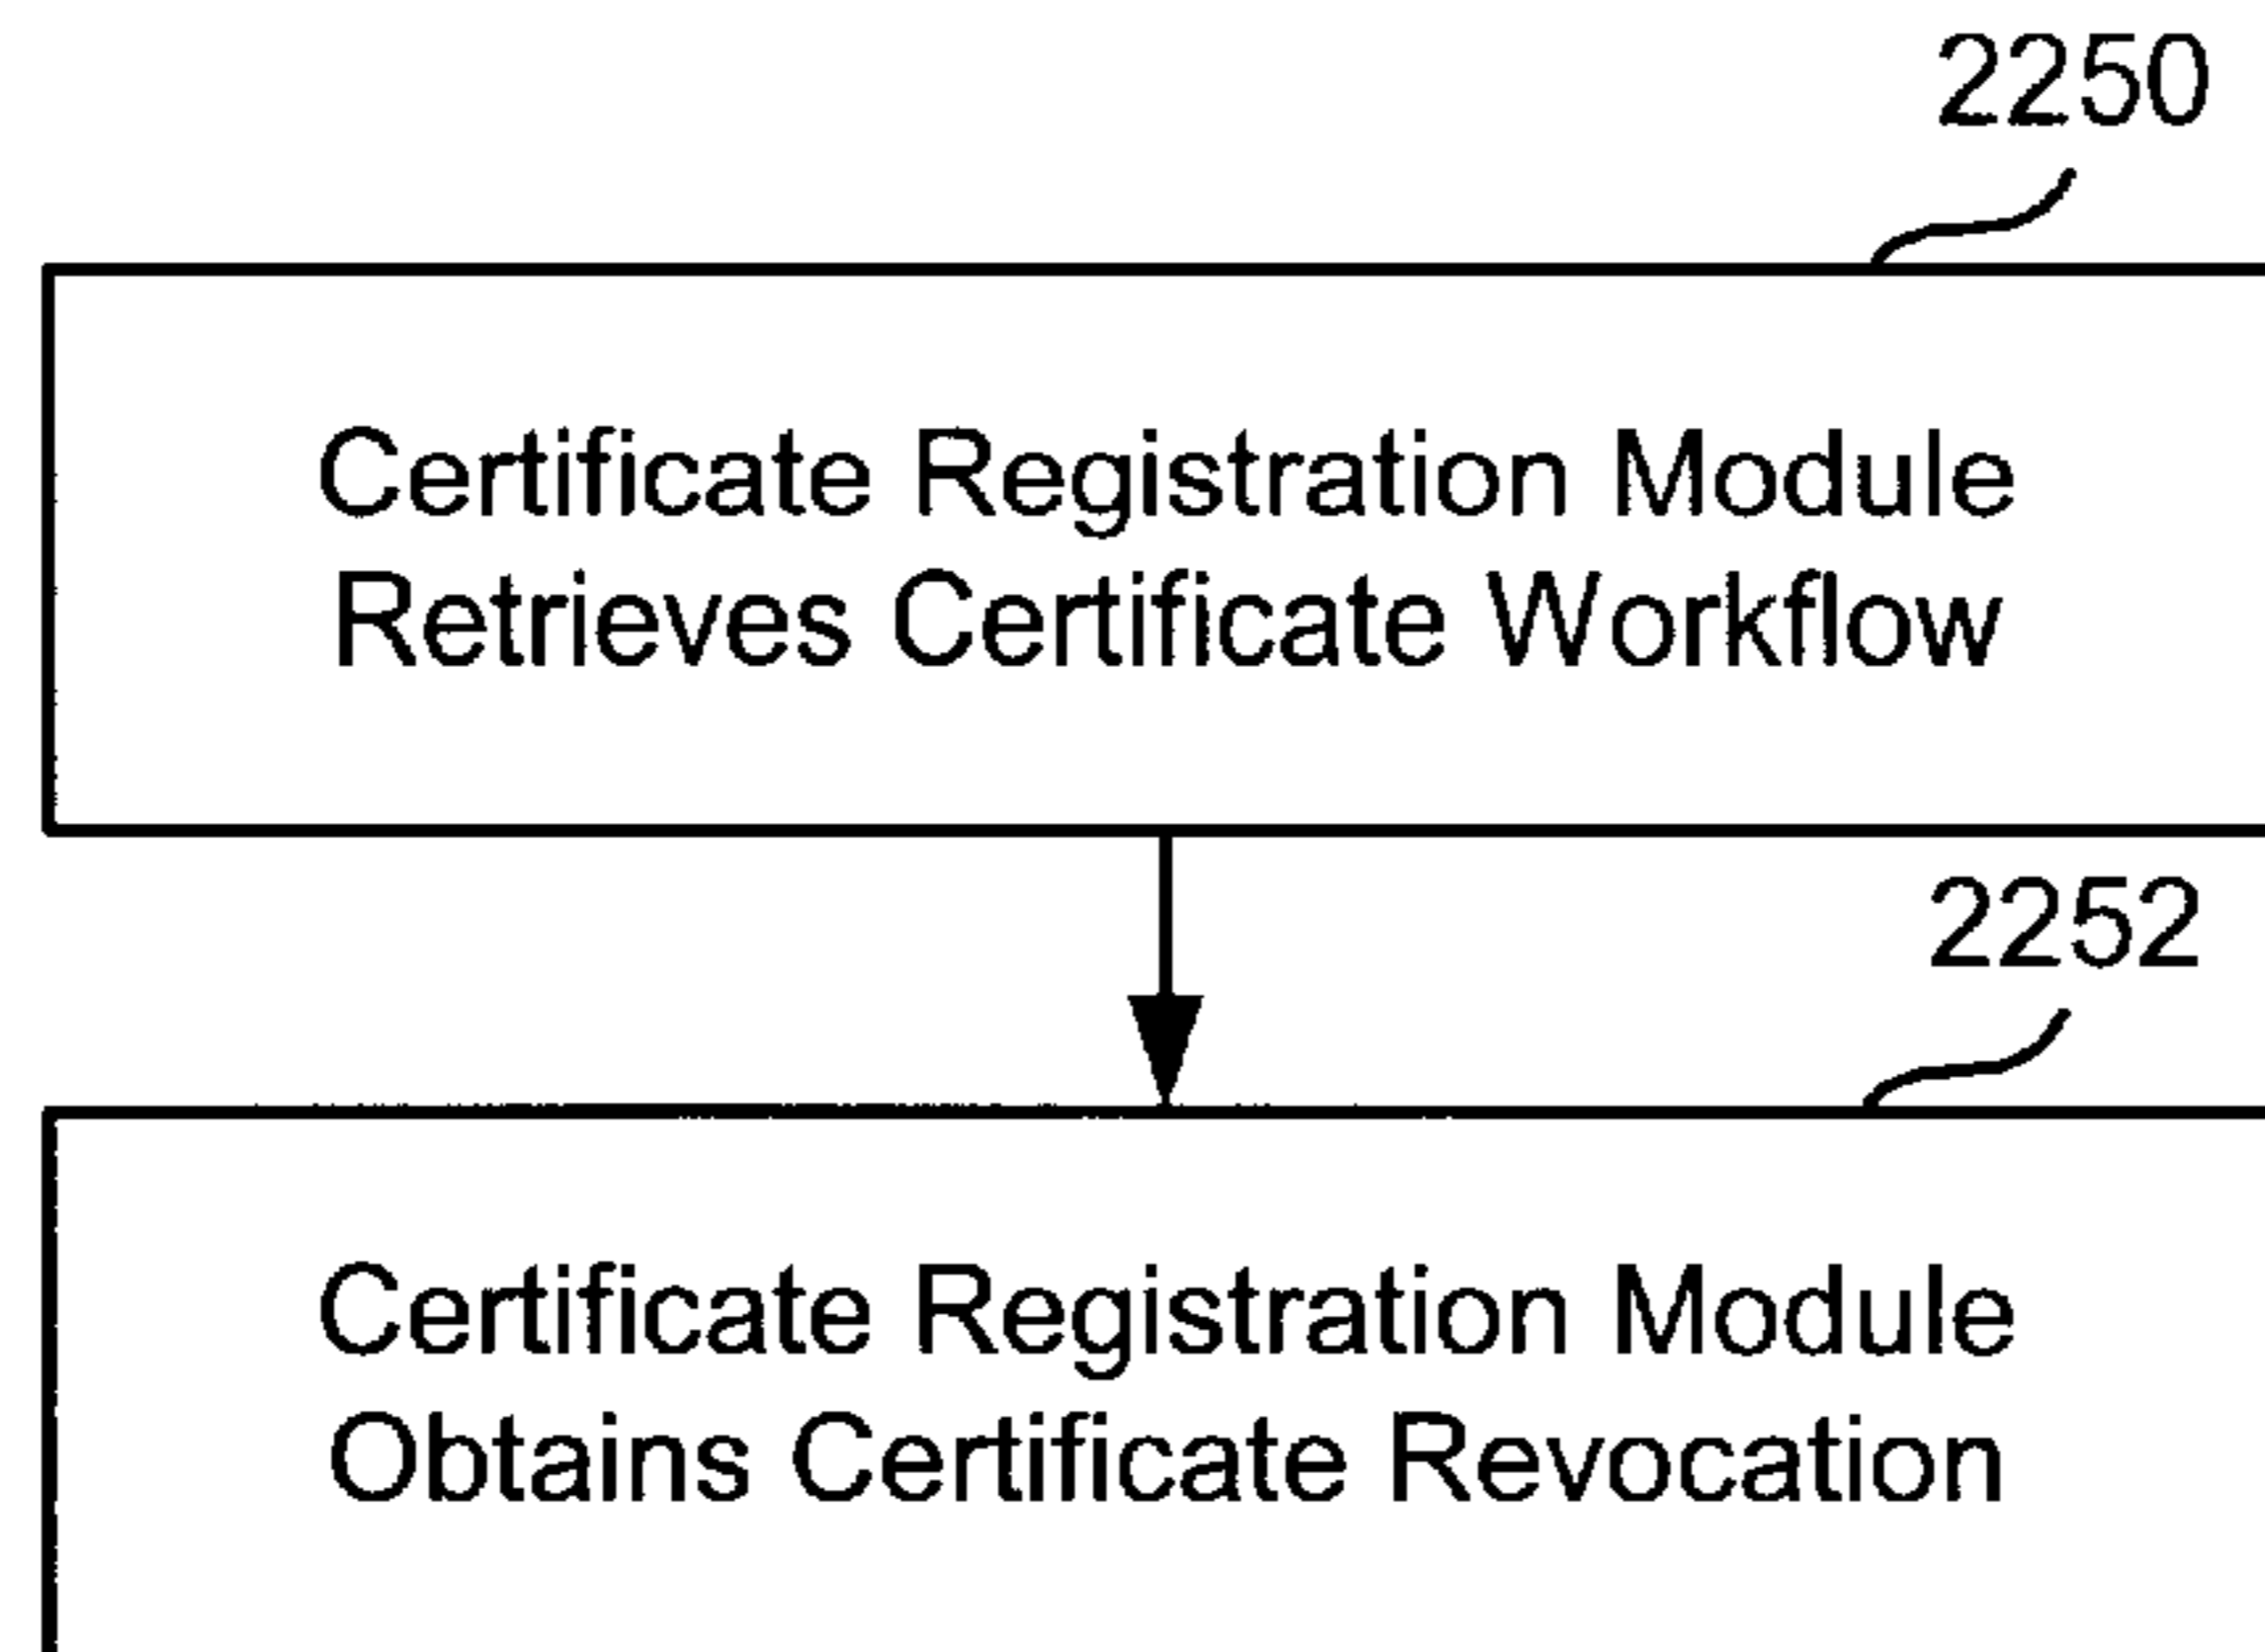 2250
Certificate Registration Module
Retrieves Certificate Workflow
2252
Certificate Registration Module
Obtains Certificate Revocation